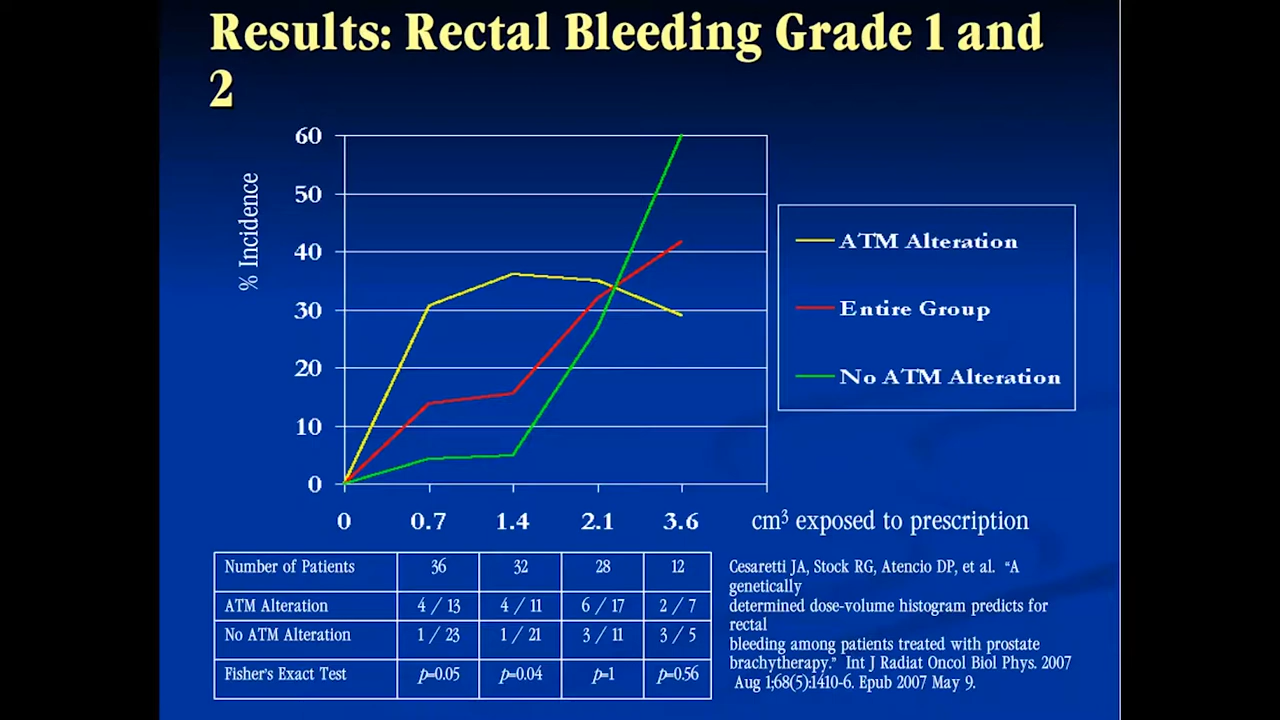 Results: Rectal Bleeding Grade 1 and
2
% Incidence
60
50
40
30
20
10
0
0 0.7 1.4 2.1 3.6 cm³ exposed to prescription
ATM Alteration
Entire Group
No ATM Alteration
Number of Patients 36 32 28 12
ATM Alteration 4 / 13 4 / 11 6 / 17 2 / 7
No ATM Alteration 1 / 23 1 / 21 3 / 11 3 / 5
Fisher's Exact Test p=0.05 p=0.04 p=1 p=0.56
Cesaretti JA, Stock RG, Atencio DP, et al. "A
genetically
determined dose-volume histogram predicts for
rectal
bleeding among patients treated with prostate
brachytherapy." Int J Radiat Oncol Biol Phys. 2007
Aug 1;68(5):1410-6. Epub 2007 May 9.